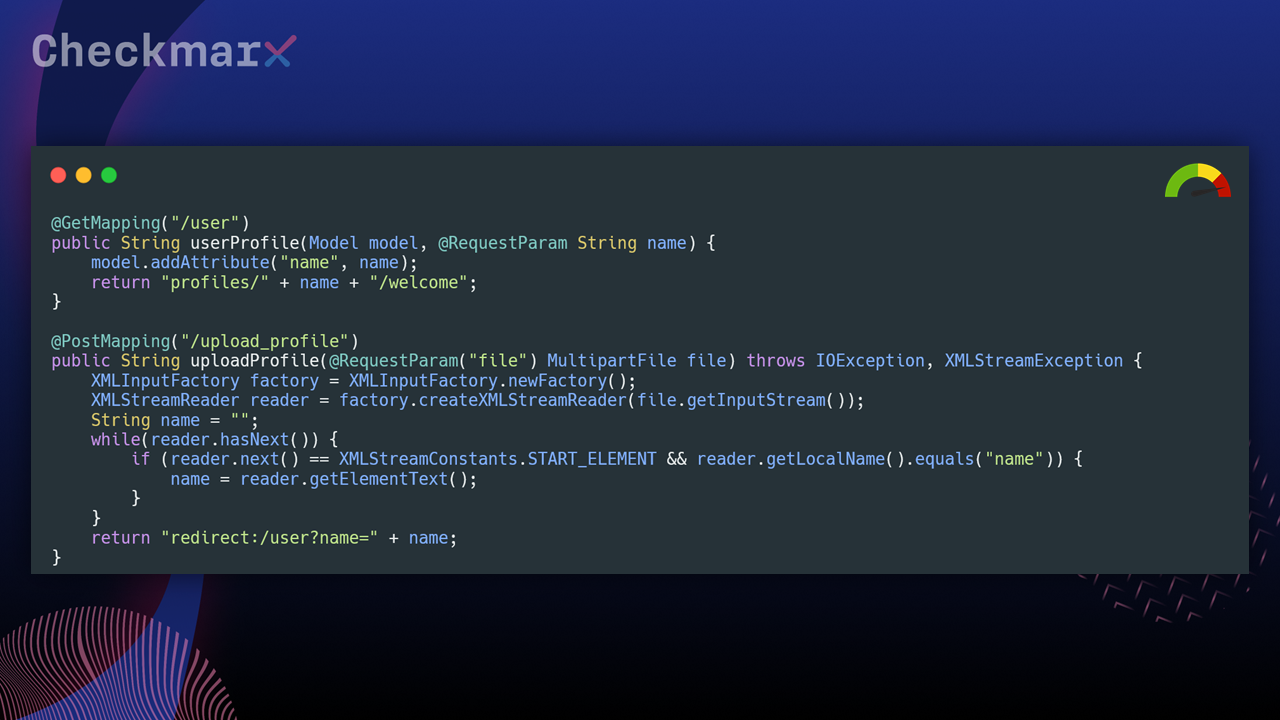 Checkmarx
@GetMapping("/user")
public String userProfile(Model model, @RequestParam String name) {
    model.addAttribute("name", name);
    return "profiles/" + name + "/welcome";
}
@PostMapping("/upload_profile")
public String uploadProfile(@RequestParam("file") MultipartFile file) throws IOException, XMLStreamException {
    XMLInputFactory factory = XMLInputFactory.newFactory();
    XMLStreamReader reader = factory.createXMLStreamReader(file.getInputStream());
    String name = "";
    while(reader.hasNext()) {
        if (reader.next() == XMLStreamConstants.START_ELEMENT && reader.getLocalName().equals("name")) {
            name = reader.getElementText();
        }
    }
    return "redirect:/user?name=" + name;
}